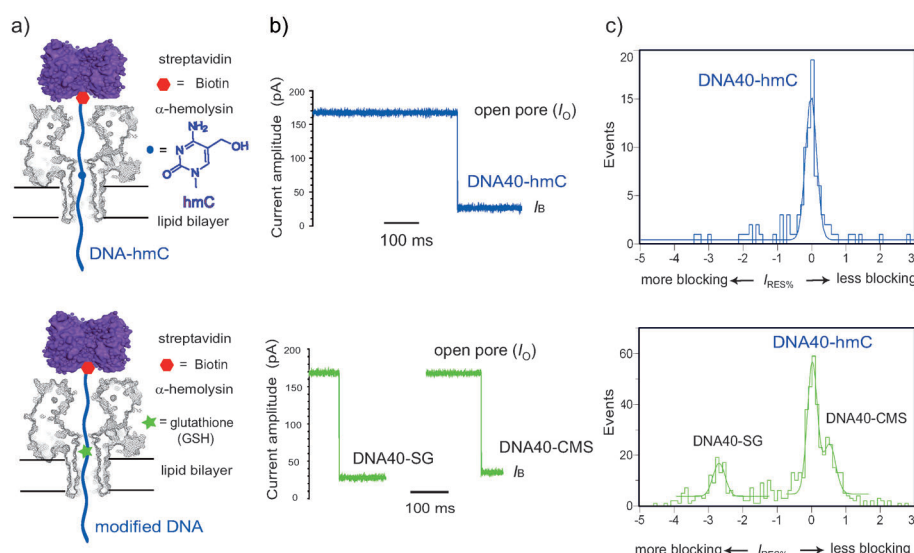 a)
streptavidin
= Biotin
α-hemolysin
=
NH₂
N
O
N
OH
hmC
lipid bilayer
DNA-hmC
b)
Current amplitude (pA)
200
150
100
50
0
open pore (IO)
DNA40-hmC
IB
100 ms
c)
Events
20
15
10
5
0
DNA40-hmC
-5 -4 -3 -2 -1 0 1 2 3
more blocking ← IRES% → less blocking
streptavidin
= Biotin
α-hemolysin
= glutathione
(GSH)
lipid bilayer
modified DNA
Current amplitude (pA)
200
150
100
50
0
open pore (IO)
DNA40-SG
DNA40-CMS
IB
100 ms
DNA40-hmC
Events
60
40
20
0
DNA40-SG
DNA40-CMS
-5 -4 -3 -2 -1 0 1 2 3
more blocking ← IRES% → less blocking